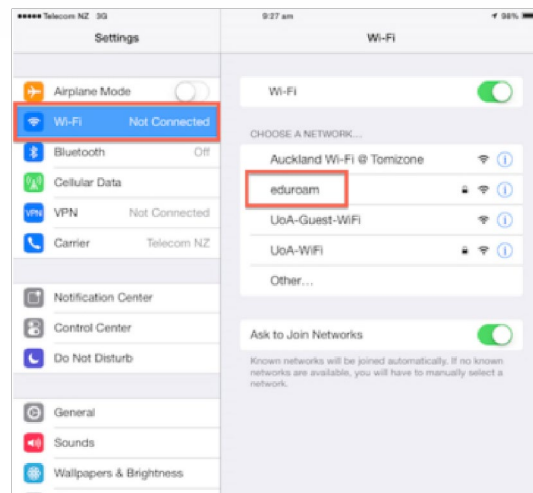 Telecom NZ 3G 9:27 am 98%
Settings
Wi-Fi
Airplane Mode
Wi-Fi Not Connected
Bluetooth Off
Cellular Data
VPN VPN Not Connected
Carrier Telecom NZ
Notification Center
Control Center
Do Not Disturb
General
Sounds
Wallpapers & Brightness
Wi-Fi
CHOOSE A NETWORK...
Auckland Wi-Fi @ Tomizone
eduroam
UoA-Guest-WiFi
UoA-WiFi
Other...
Ask to Join Networks
Known networks will be joined automatically. If no known
networks are available, you will have to manually select a
network.